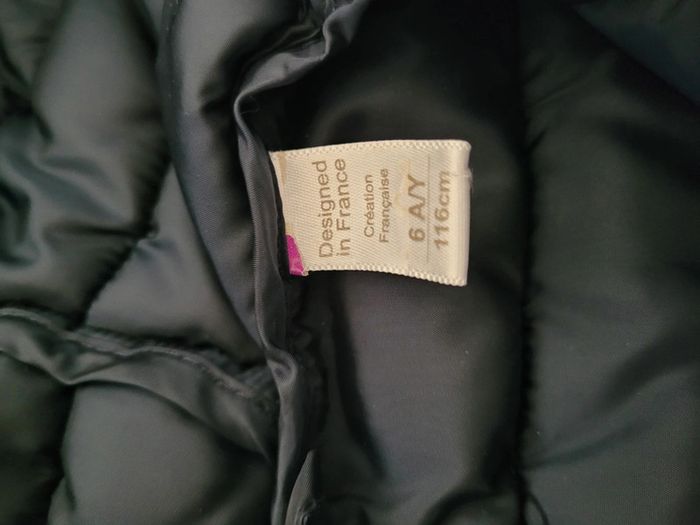 Designed
in France
Création
Française
6 A/Y
116cm